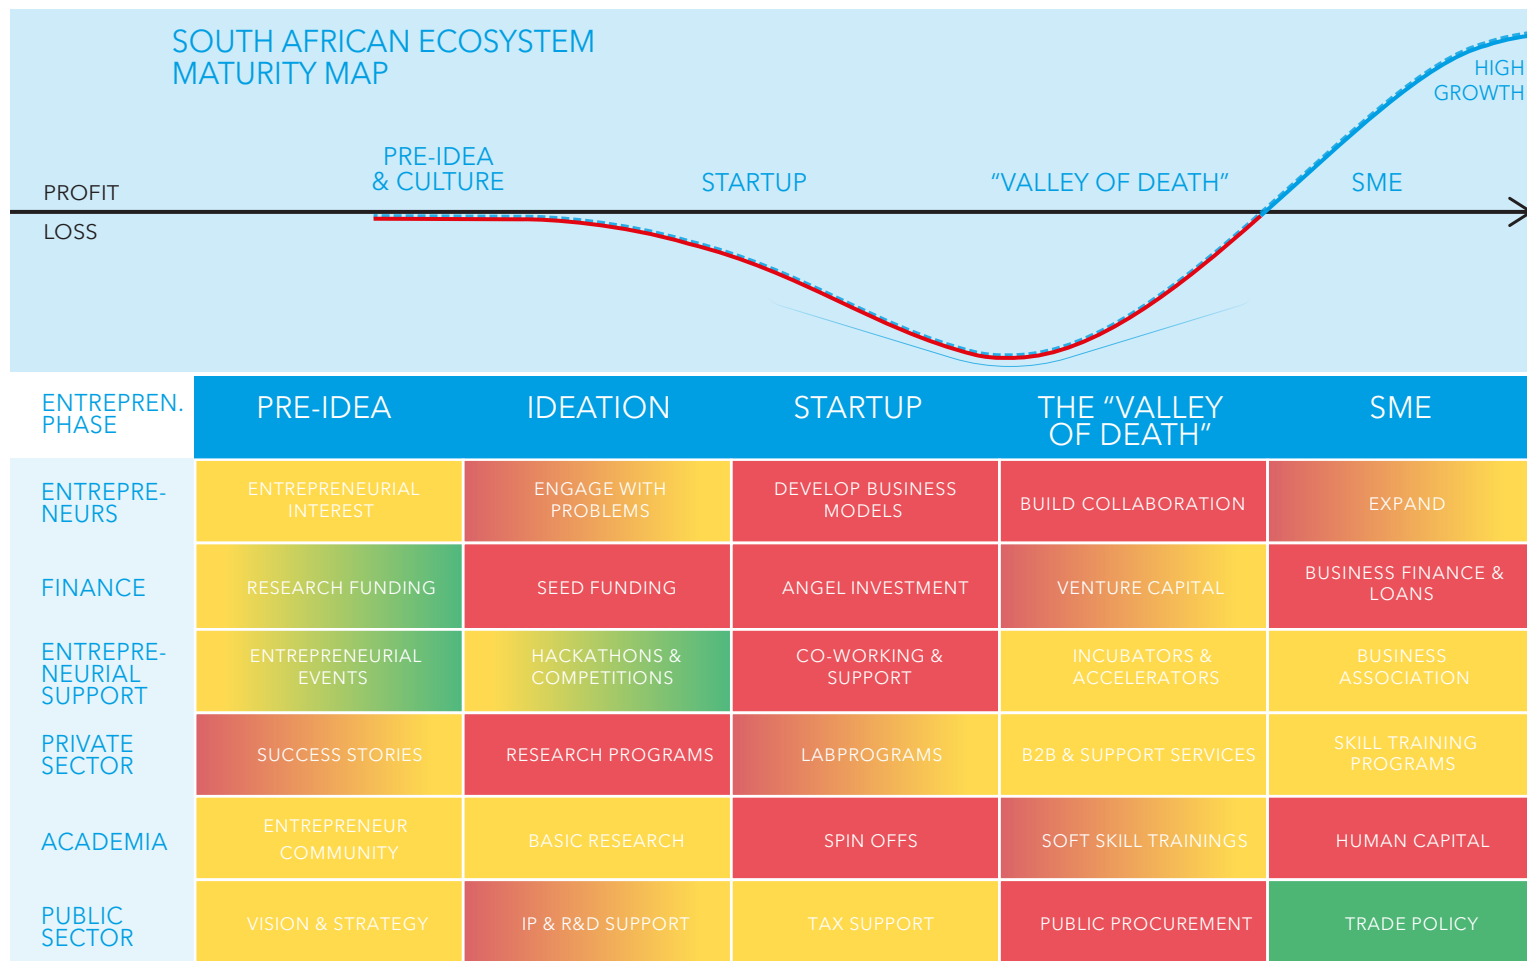 SOUTH AFRICAN ECOSYSTEM
MATURITY MAP
HIGH
GROWTH
PRE-IDEA
& CULTURE
STARTUP
“VALLEY OF DEATH”
SME
PROFIT
LOSS
ENTREPREN.
PHASE
PRE-IDEA
IDEATION
STARTUP
THE “VALLEY
OF DEATH”
SME
ENTREPRE-
NEURS
ENTREPRENEURIAL
INTEREST
ENGAGE WITH
PROBLEMS
DEVELOP BUSINESS
MODELS
BUILD COLLABORATION
EXPAND
FINANCE
RESEARCH FUNDING
SEED FUNDING
ANGEL INVESTMENT
VENTURE CAPITAL
BUSINESS FINANCE &
LOANS
ENTREPRE-
NEURIAL
SUPPORT
ENTREPRENEURIAL
EVENTS
HACKATHONS &
COMPETITIONS
CO-WORKING &
SUPPORT
INCUBATORS &
ACCELERATORS
BUSINESS
ASSOCIATION
PRIVATE
SECTOR
SUCCESS STORIES
RESEARCH PROGRAMS
LABPROGRAMS
B2B & SUPPORT SERVICES
SKILL TRAINING
PROGRAMS
ACADEMIA
ENTREPRENEUR
COMMUNITY
BASIC RESEARCH
SPIN OFFS
SOFT SKILL TRAININGS
HUMAN CAPITAL
PUBLIC
SECTOR
VISION & STRATEGY
IP & R&D SUPPORT
TAX SUPPORT
PUBLIC PROCUREMENT
TRADE POLICY